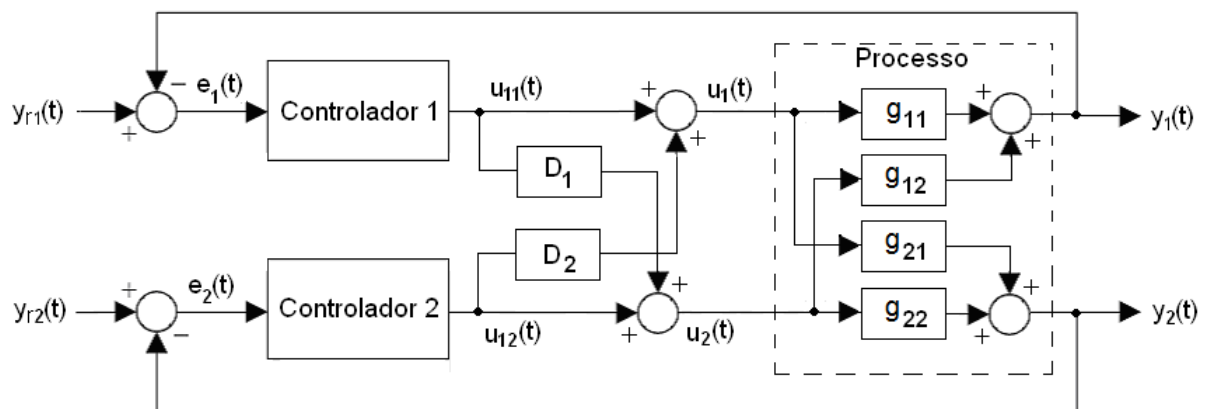 Processo
− e₁(t) u₁₁(t) + u₁(t) +
yᵣ₁(t) + Controlador 1 + g₁₁ + y₁(t)
D₁ g₁₂
D₂ g₂₁
+ e₂(t) + +
yᵣ₂(t) − Controlador 2 u₁₂(t) + u₂(t) g₂₂ + y₂(t)